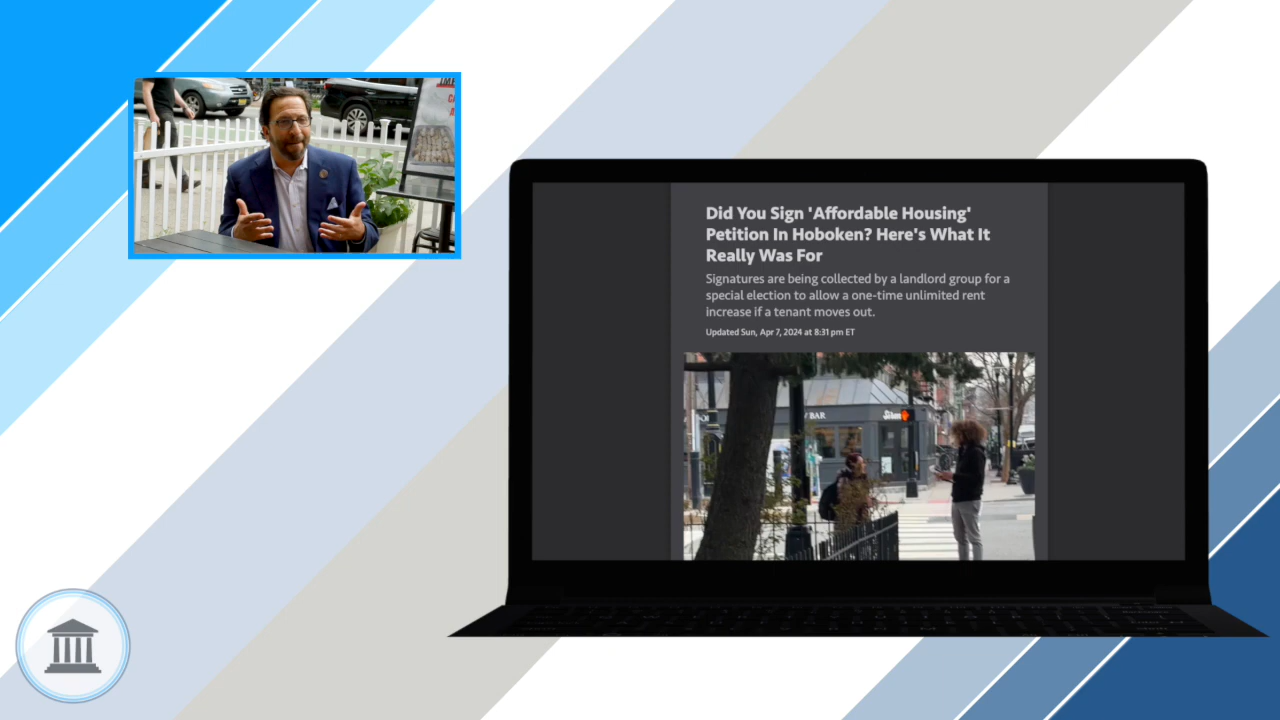 Did You Sign 'Affordable Housing'
Petition In Hoboken? Here's What It
Really Was For
Signatures are being collected by a landlord group for a
special election to allow a one-time unlimited rent
increase if a tenant moves out.
Updated Sun, Apr 7, 2024 at 8:31 pm ET
BAR